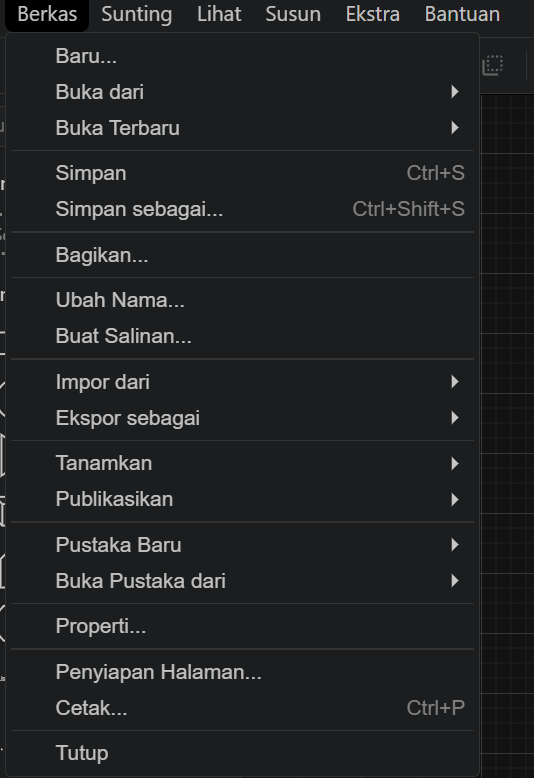 Berkas Sunting Lihat Susun Ekstra Bantuan
Baru...
Buka dari
Buka Terbaru
Simpan Ctrl+S
Simpan sebagai... Ctrl+Shift+S
Bagikan...
Ubah Nama...
Buat Salinan...
Impor dari
Ekspor sebagai
Tanamkan
Publikasikan
Pustaka Baru
Buka Pustaka dari
Properti...
Penyiapan Halaman...
Cetak... Ctrl+P
Tutup